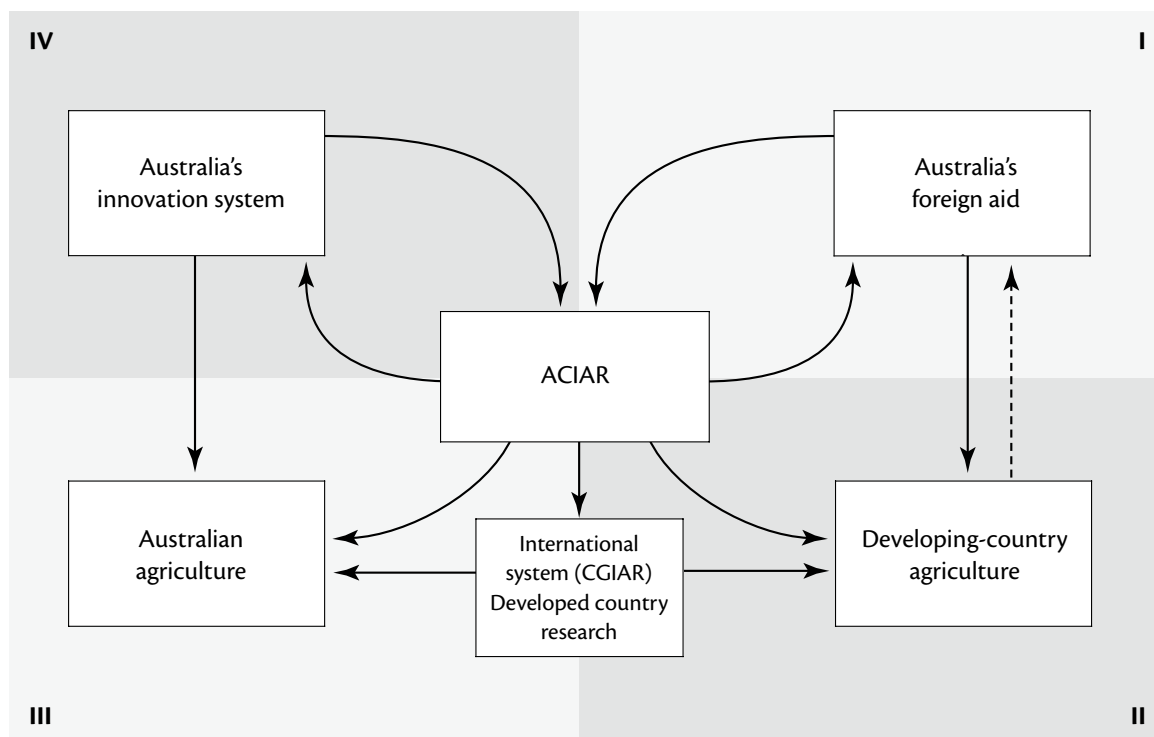 IV
I
Australia’s
innovation system
Australia’s
foreign aid
ACIAR
Australian
agriculture
International
system (CGIAR)
Developed country
research
Developing-country
agriculture
III
II